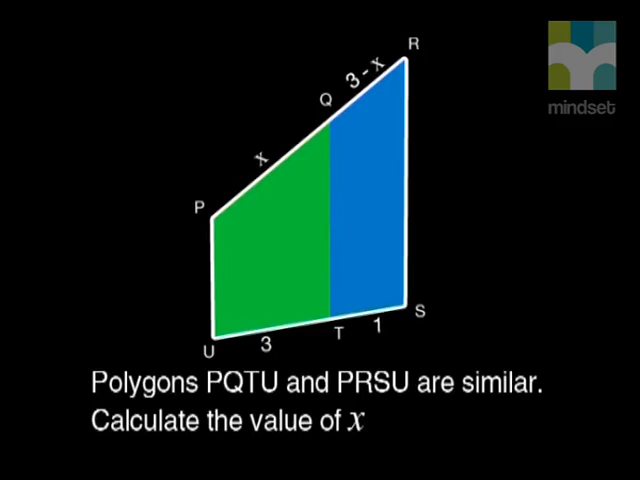 R
3 - x
Q
x
P
S
1
T
3
U
Polygons PQTU and PRSU are similar.
Calculate the value of x
mindset